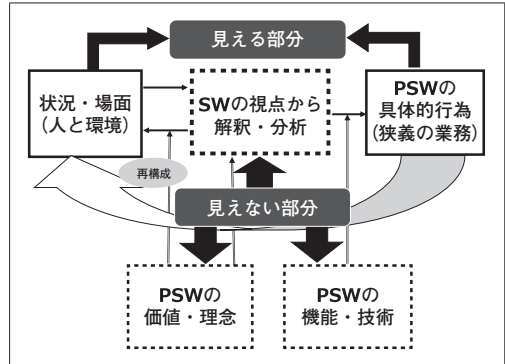 見える部分
状況・場面
（人と環境）
SWの視点から
解釈・分析
PSWの
具体的行為
（狭義の業務）
再構成
見えない部分
PSWの
価値・理念
PSWの
機能・技術